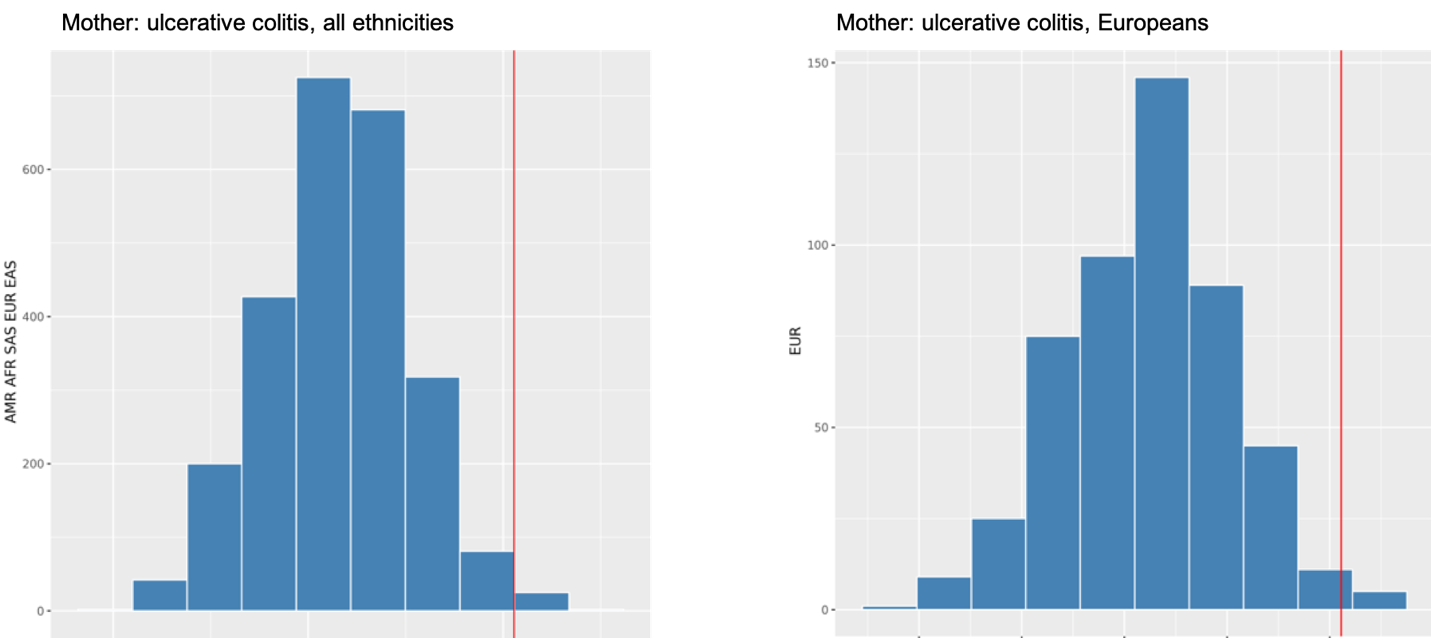 Mother: ulcerative colitis, all ethnicities
AMR AFR SAS EUR EAS
600
400
200
0
Mother: ulcerative colitis, Europeans
EUR
150
100
50
0